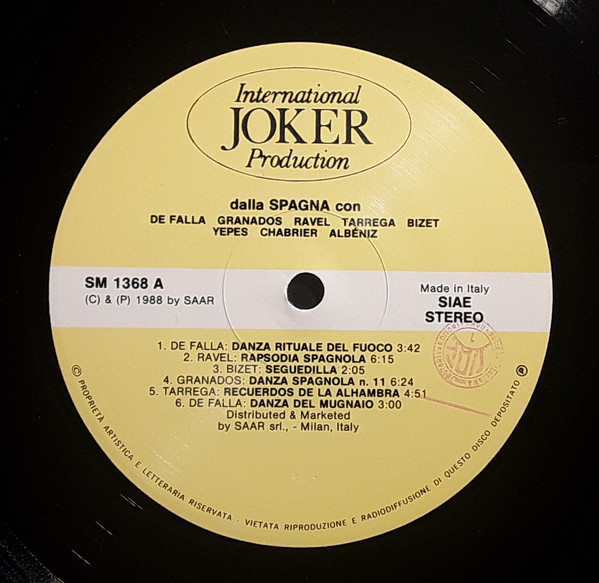 International
JOKER
Production
dalla SPAGNA con
DE FALLA GRANADOS RAVEL TARREGA BIZET
YEPES CHABRIER ALBÉNIZ
SM 1368 A
(C) & (P) 1988 by SAAR
Made in Italy
SIAE
STEREO
1. DE FALLA: DANZA RITUALE DEL FUOCO 3:42
2. RAVEL: RAPSODIA SPAGNOLA 6:15
3. BIZET: SEGUEDILLA 2:05
4. GRANADOS: DANZA SPAGNOLA n. 11 6:24
5. TARREGA: RECUERDOS DE LA ALHAMBRA 4:51
6. DE FALLA: DANZA DEL MUGNAIO 3:00
Distributed & Marketed
by SAAR srl., - Milan, Italy
© PROPRIETÀ ARTISTICA E LETTERARIA RISERVATA - VIETATA RIPRODUZIONE E RADIODIFFUSIONE DI QUESTO DISCO DEPOSITATO ℗